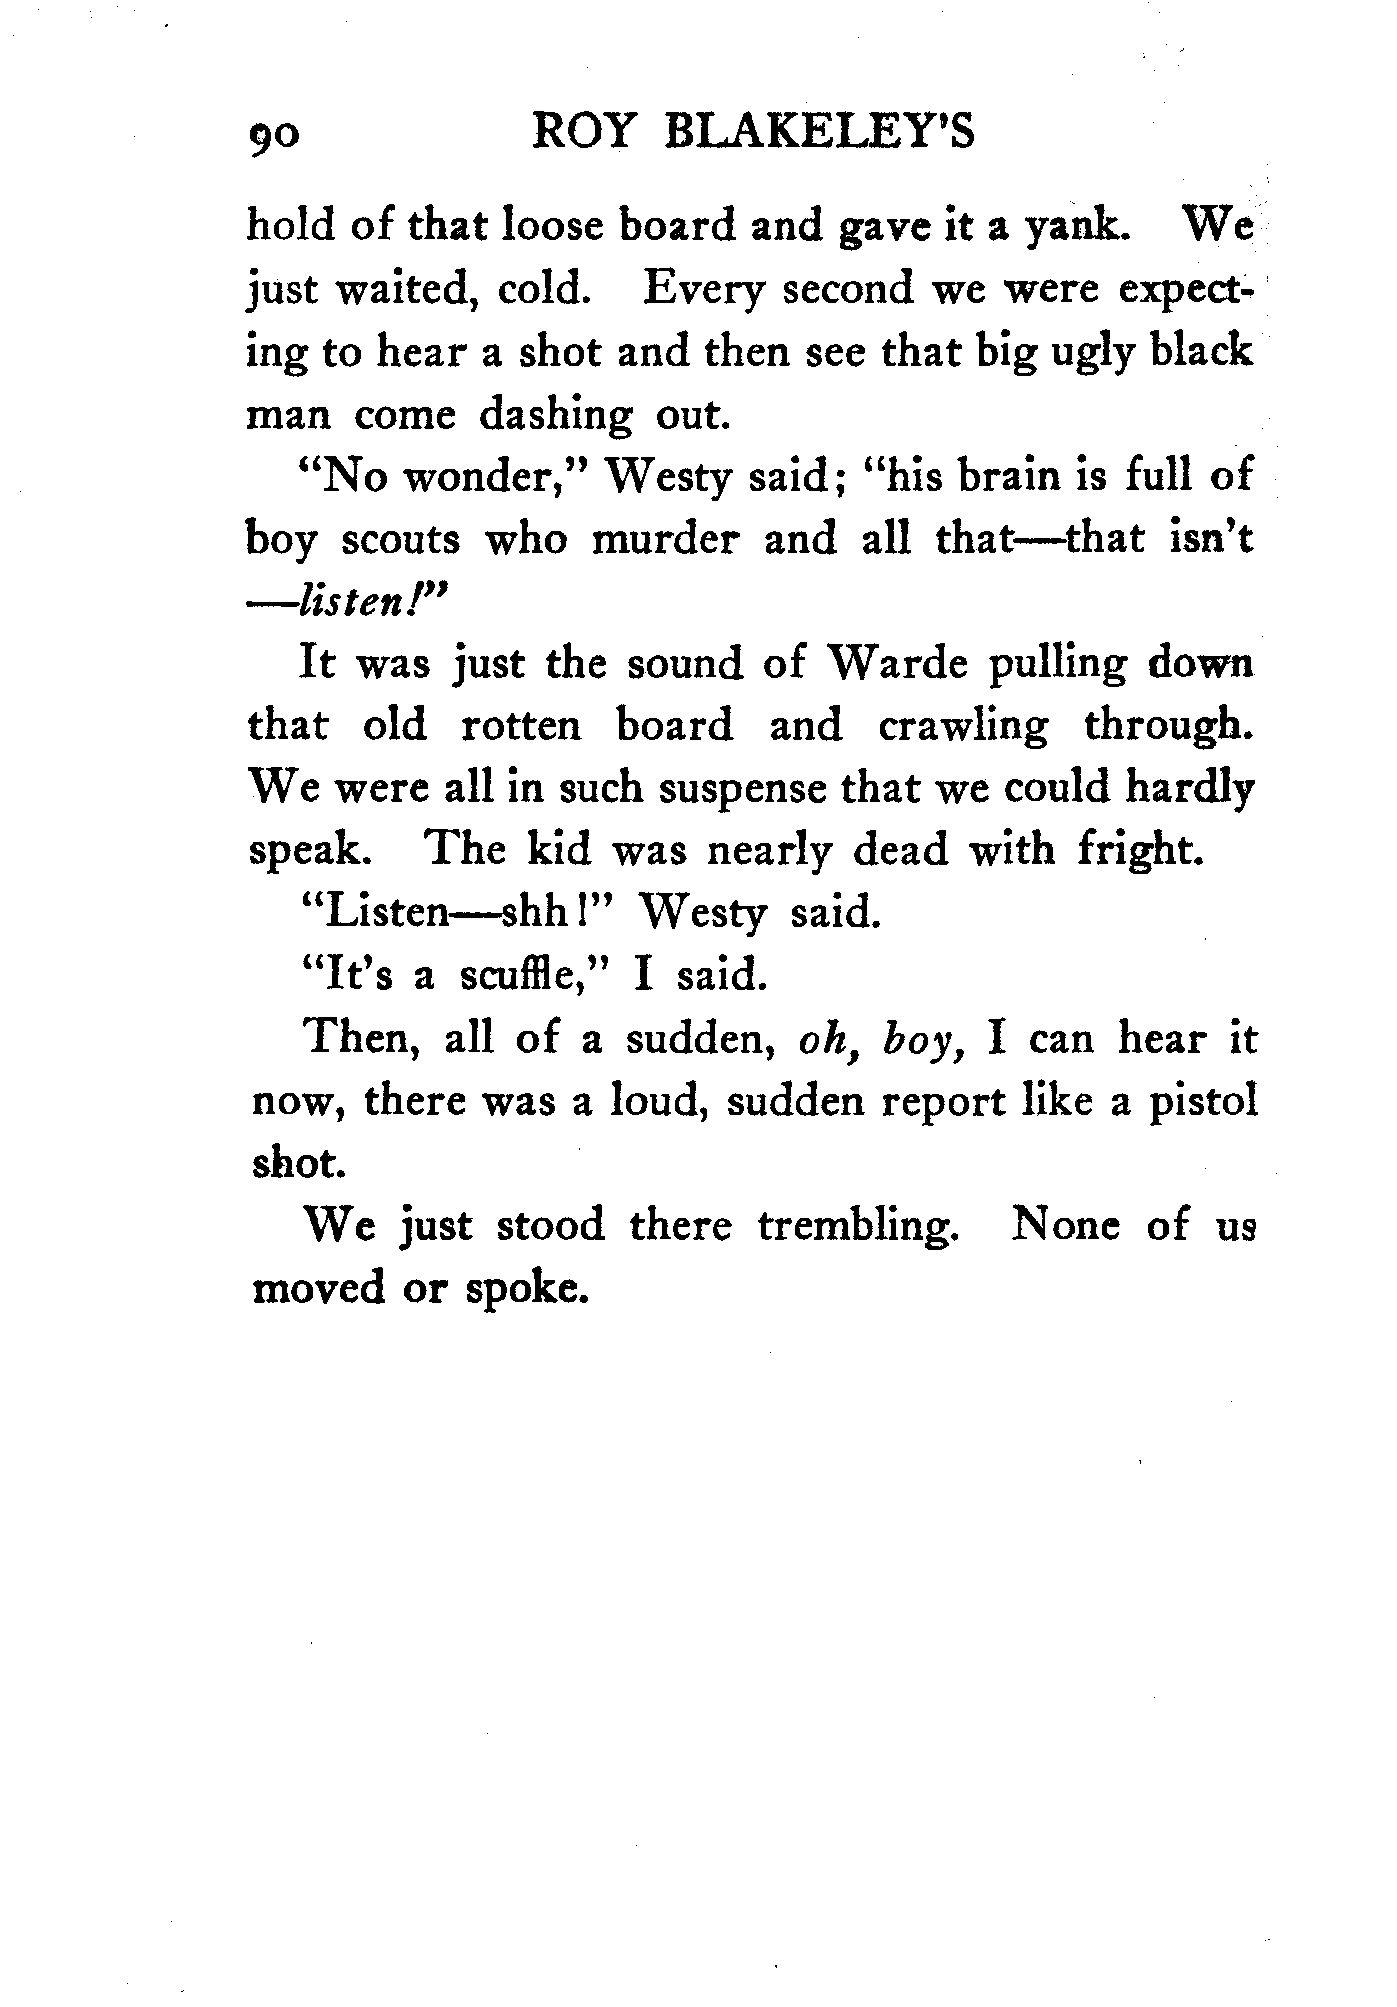 90 ROY BLAKELEY'S
hold of that loose board and gave it a yank. We
just waited, cold. Every second we were expect-
ing to hear a shot and then see that big ugly black
man come dashing out.
“No wonder,” Westy said; “his brain is full of
boy scouts who murder and all that—that isn't
—listen!”
It was just the sound of Warde pulling down
that old rotten board and crawling through.
We were all in such suspense that we could hardly
speak. The kid was nearly dead with fright.
“Listen—shh!” Westy said.
“It's a scuffle,” I said.
Then, all of a sudden, oh, boy, I can hear it
now, there was a loud, sudden report like a pistol
shot.
We just stood there trembling. None of us
moved or spoke.